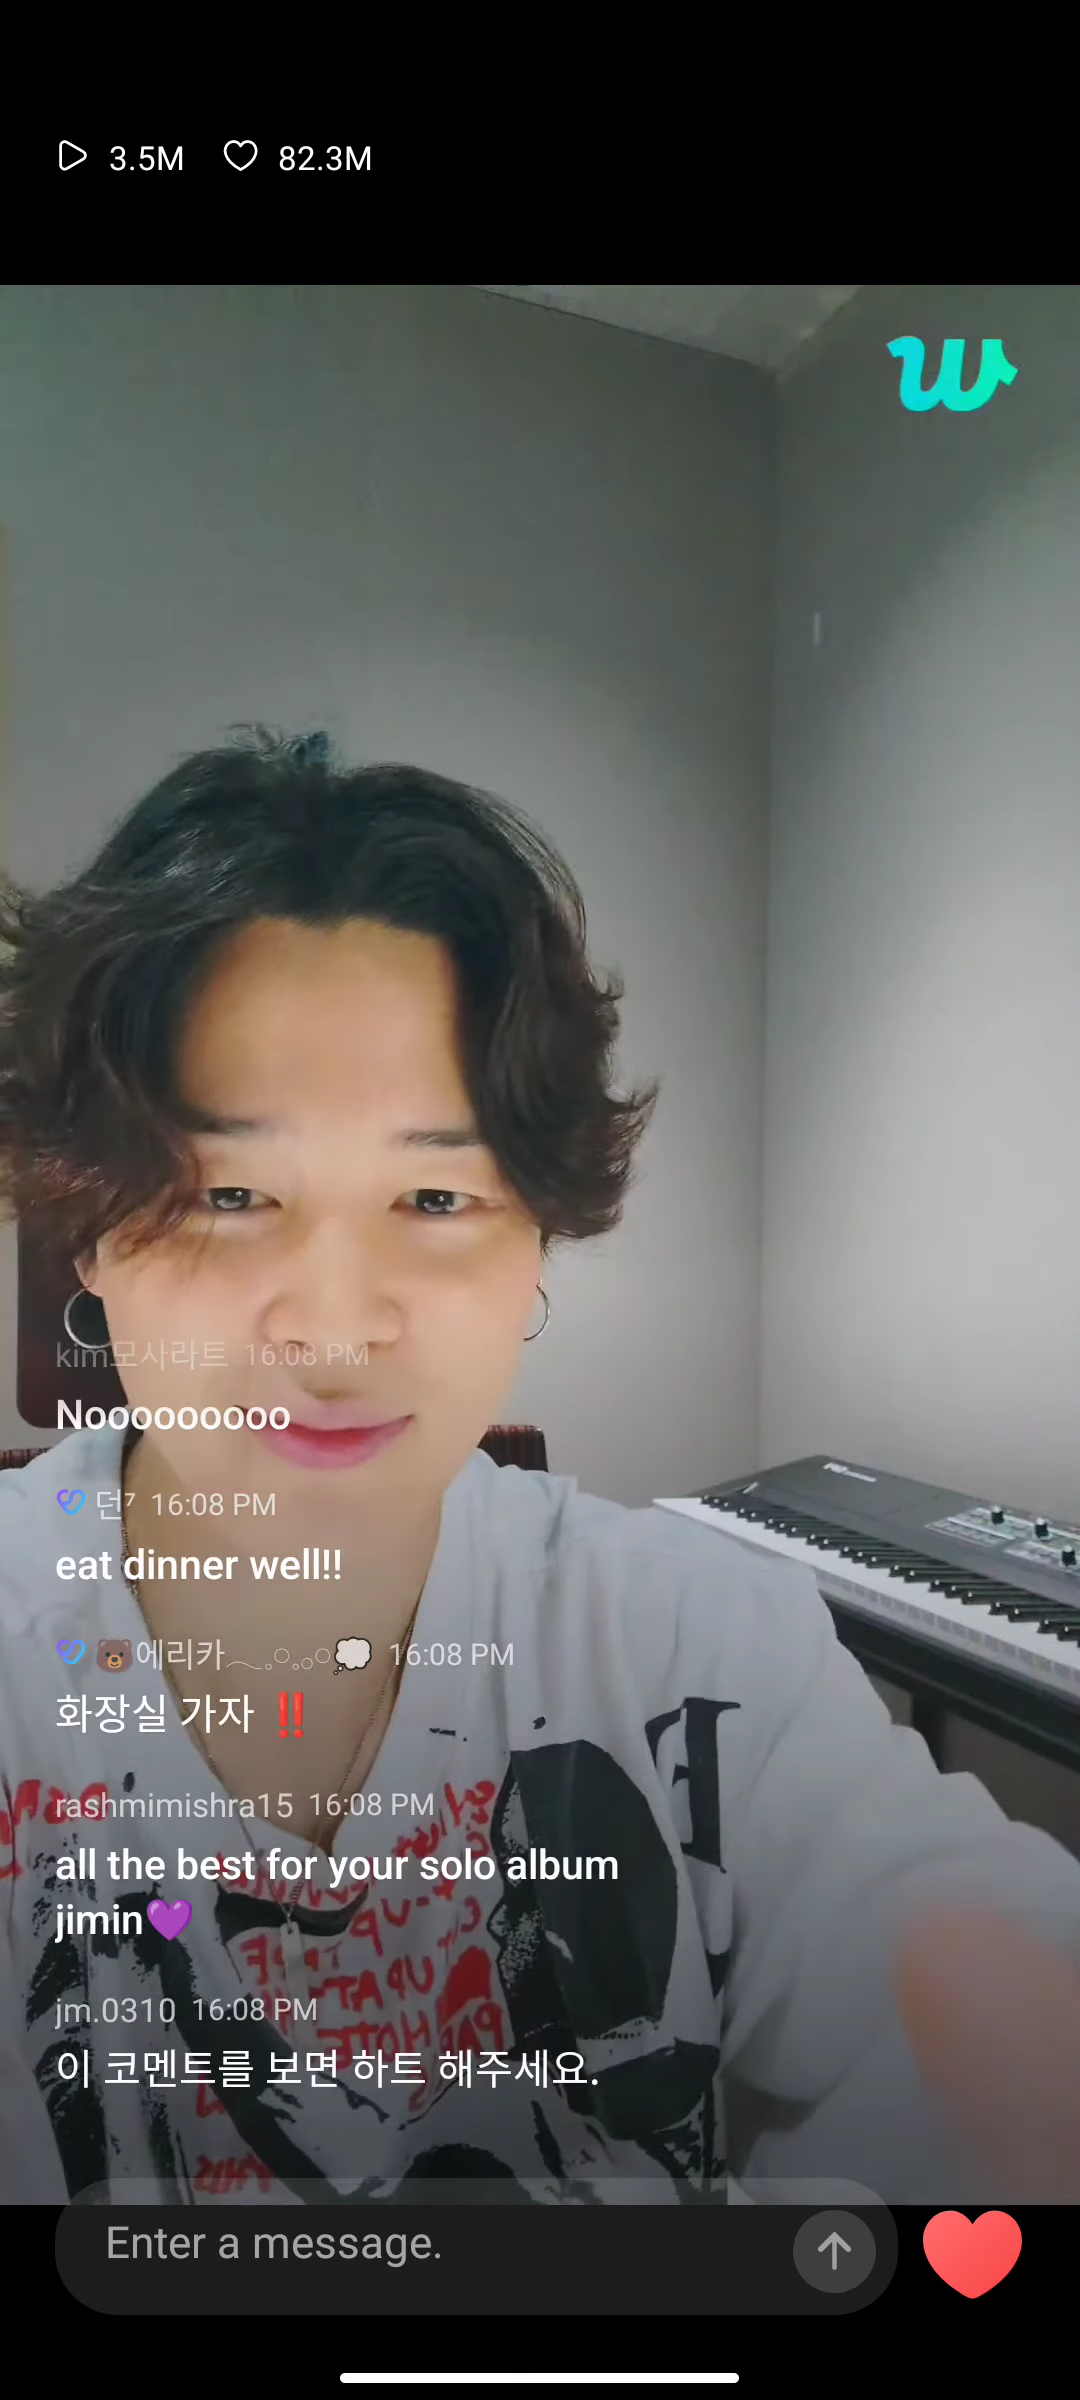 3.5M 82.3M
w
kim모사라트 16:08 PM
Nooooooooo
던⁷ 16:08 PM
eat dinner well!!
🐻에리카︵.○.。○💭 16:08 PM
화장실 가자 ‼️
rashmimishra15 16:08 PM
all the best for your solo album
jimin💜
jm.0310 16:08 PM
이 코멘트를 보면 하트 해주세요.
Enter a message.